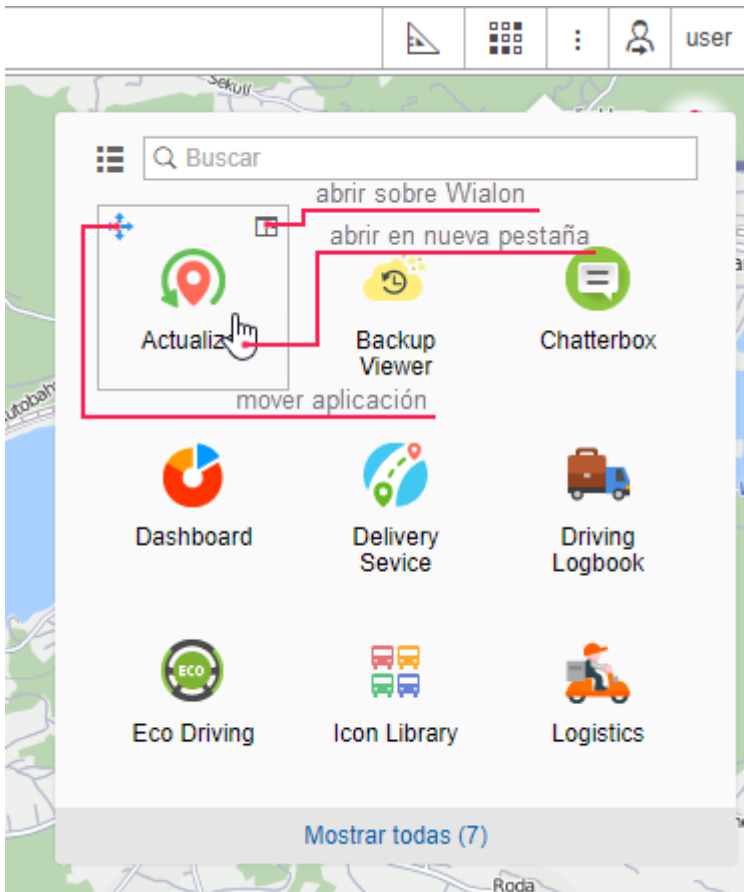 user
Sekull
Buscar
abrir sobre Wialon
abrir en nueva pestaña
Backup
Viewer
Chatterbox
mover aplicación
Dashboard
Delivery
Sevice
Driving
Logbook
ECO
Eco Driving
Icon Library
Logistics
Mostrar todas (7)
Roda